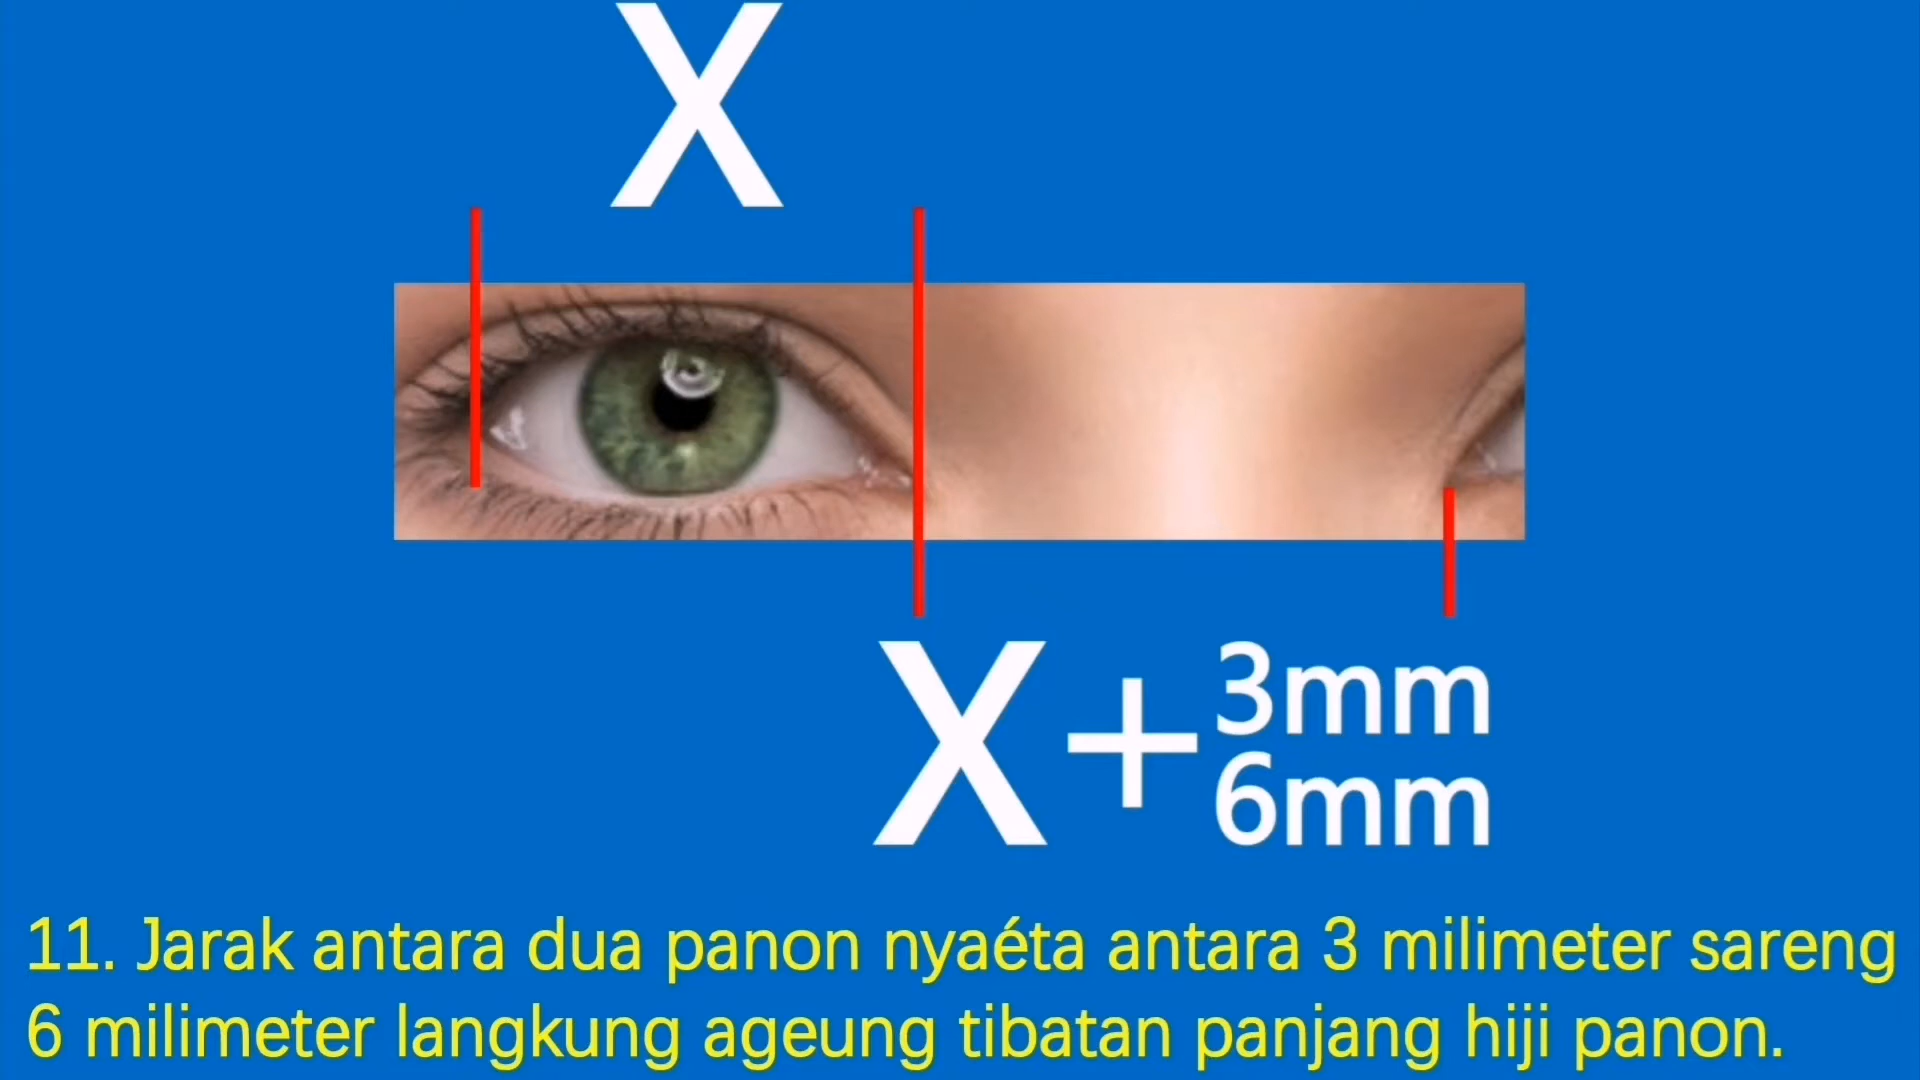 X
X+3mm
6mm
11. Jarak antara dua panon nyaéta antara 3 milimeter sareng
6 milimeter langkung ageung tibatan panjang hiji panon.